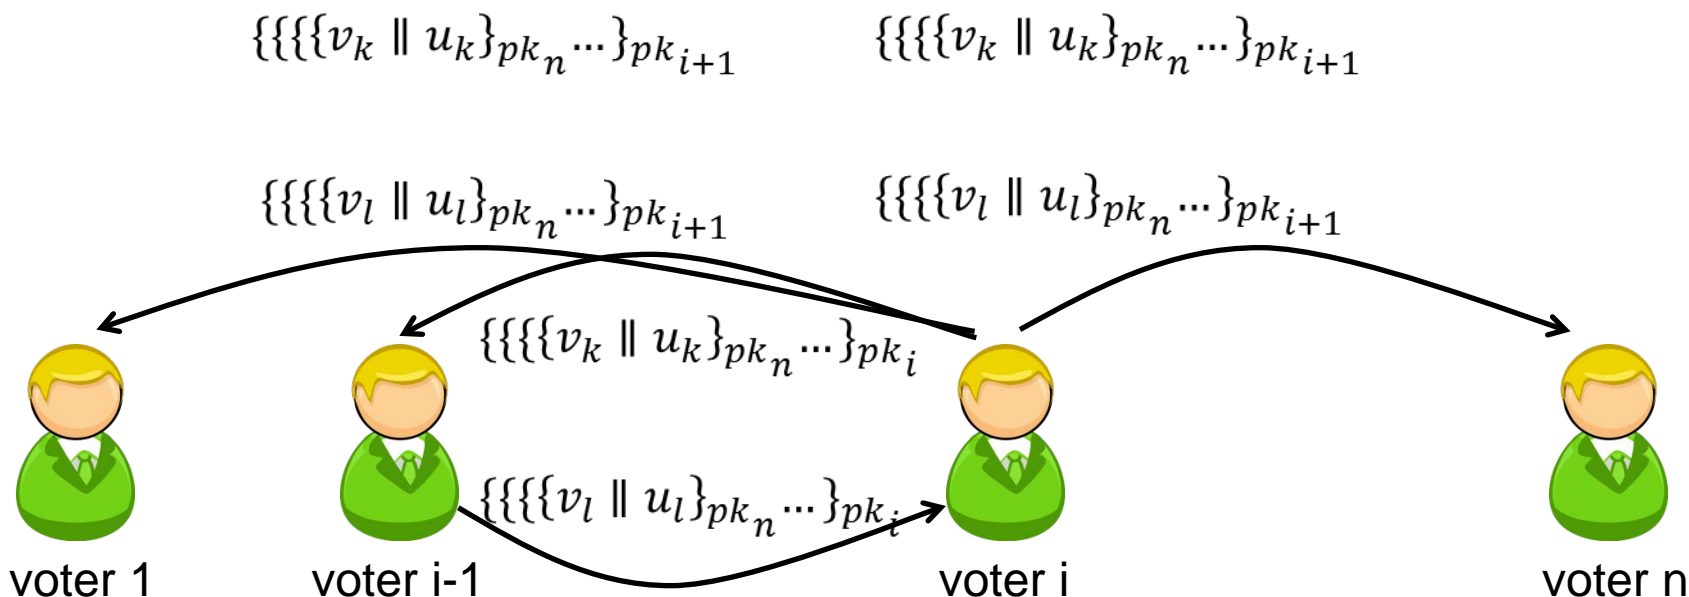 {{{{v_k ∥ u_k}_{pk_n}…}_{pk_{i+1}} {{{{v_k ∥ u_k}_{pk_n}…}_{pk_{i+1}}
{{{{v_l ∥ u_l}_{pk_n}…}_{pk_{i+1}} {{{{v_l ∥ u_l}_{pk_n}…}_{pk_{i+1}}
{{{{v_k ∥ u_k}_{pk_n}…}_{pk_i}
{{{{v_l ∥ u_l}_{pk_n}…}_{pk_i}
voter 1 voter i-1 voter i voter n